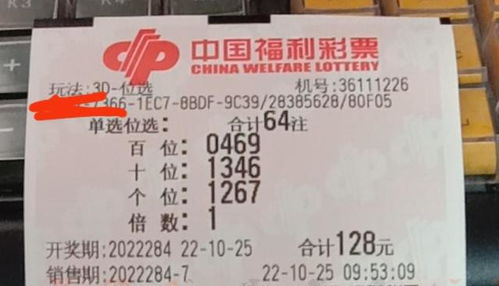 中国福利彩票
CHINA WELFARE LOTTERY
玩法:3D-位选 机号:36111226
7366-1EC7-8BDF-9C39/28385628/80F05
单选位选: 合计64注
百 位: 0469
十 位: 1346
个 位: 1267
倍 数: 1
开奖期:2022284 22-10-25 合计128元
销售期:2022284-7 22-10-25 09:53:09